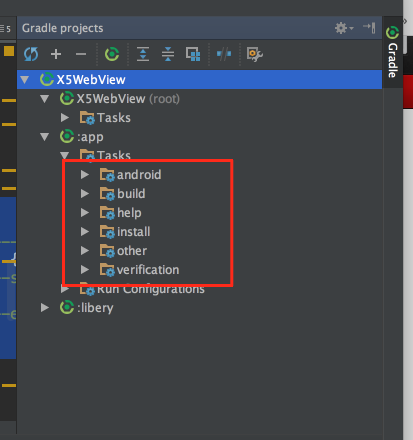 Gradle projects
Gradle
X5WebView
X5WebView (root)
Tasks
:app
Tasks
android
build
help
install
other
verification
Run Configurations
:libery